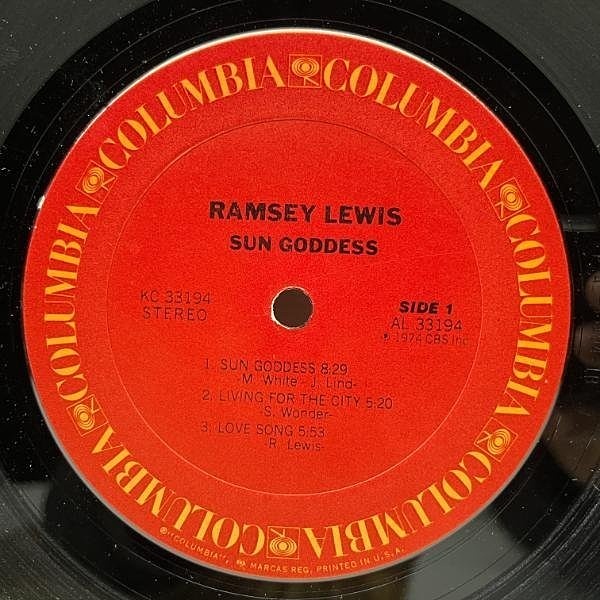 COLUMBIA COLUMBIA COLUMBIA COLUMBIA COLUMBIA COLUMBIA COLUMBIA COLUMBIA
RAMSEY LEWIS
SUN GODDESS
KC 33194
STEREO
SIDE 1
AL 33194
℗ 1974 CBS Inc.
1. SUN GODDESS 8:29
-M. White - J. Lind-
2. LIVING FOR THE CITY 5:20
-S. Wonder-
3. LOVE SONG 5:53
-R. Lewis-
®"COLUMBIA", MARCAS REG. PRINTED IN U.S.A.